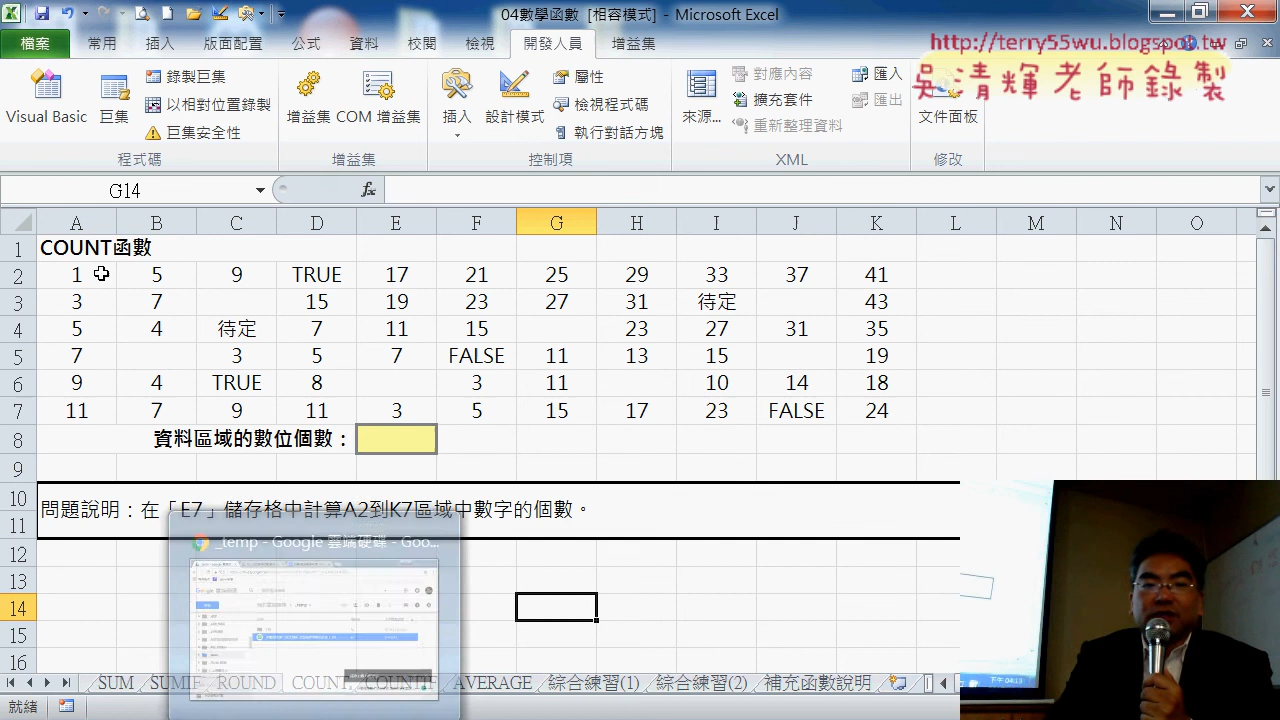 04數學函數 [相容模式] - Microsoft Excel
檔案 常用 插入 版面配置 公式 資料 校閱 檢視 開發人員 增益集
http://terry55wu.blogspot.tw
吳清輝老師錄製
Visual Basic 巨集 錄製巨集 以相對位置錄製 巨集安全性
增益集 COM 增益集
插入 設計模式 屬性 檢視程式碼 執行對話方塊
來源... 對應內容 擴充套件 重新整理資料 匯入 匯出
文件面板
程式碼 增益集 控制項 XML 修改
G14 fx
A B C D E F G H I J K L M N O
1 COUNT函數
2 1 5 9 TRUE 17 21 25 29 33 37 41
3 3 7 15 19 23 27 31 待定 43
4 5 4 待定 7 11 15 23 27 31 35
5 7 3 5 7 FALSE 11 13 15 19
6 9 4 TRUE 8 3 11 10 14 18
7 11 7 9 11 3 5 15 17 23 FALSE 24
8 資料區域的數位個數：
9
10
問題說明：在「E7」儲存格中計算A2到K7區域中數字的個數。
11
12
_temp - Google 雲端硬碟 - Goo...
13
14
15
16
SUM SUMIF ROUND COUNT COUNTIF AVERAGE 綜合練習(1) 綜合練習(2) 補充函數說明
就緒
下午 04:13